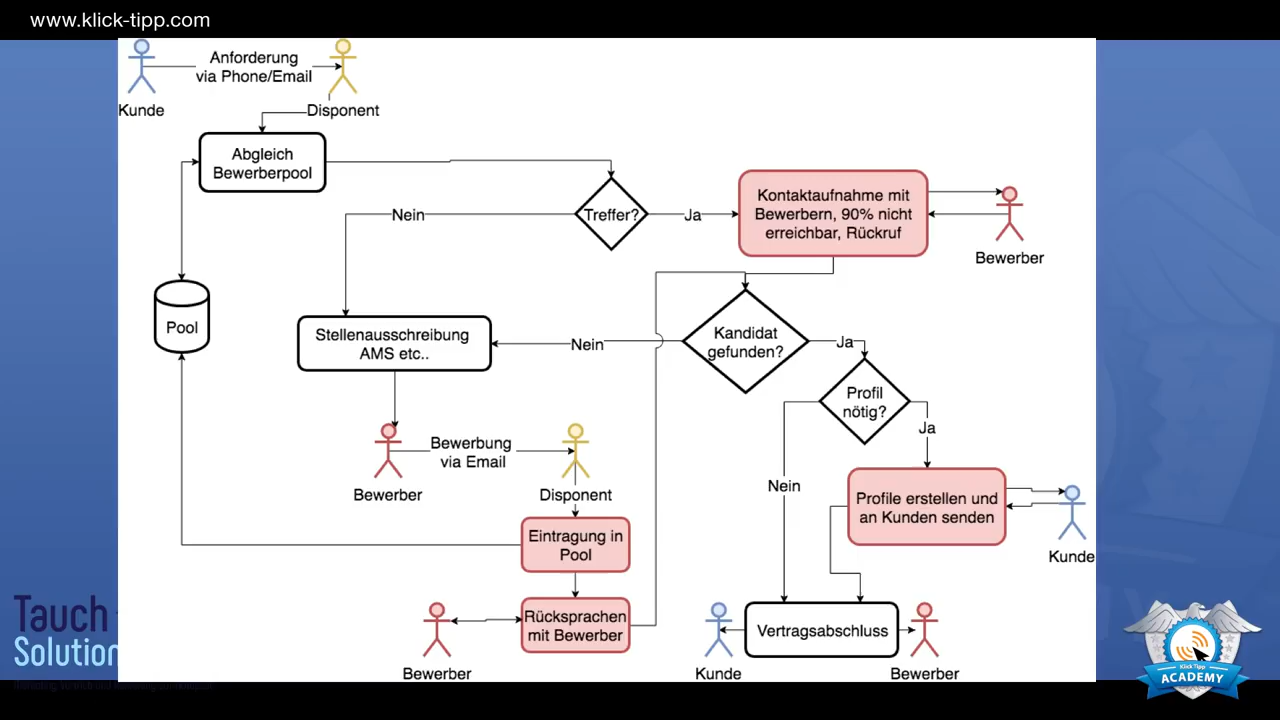 www.klick-tipp.com
Anforderung
via Phone/Email
Kunde
Disponent
Abgleich
Bewerberpool
Kontaktaufnahme mit
Bewerbern, 90% nicht
erreichbar, Rückruf
Nein
Treffer?
Ja
Bewerber
Pool
Stellenausschreibung
AMS etc..
Nein
Kandidat
gefunden?
Ja
Profil
nötig?
Ja
Bewerbung
via Email
Bewerber
Disponent
Nein
Profile erstellen und
an Kunden senden
Eintragung in
Pool
Kunde
Rücksprachen
mit Bewerber
Vertragsabschluss
Bewerber
Kunde
Bewerber
Tauch
Solution
Klick Tipp
ACADEMY